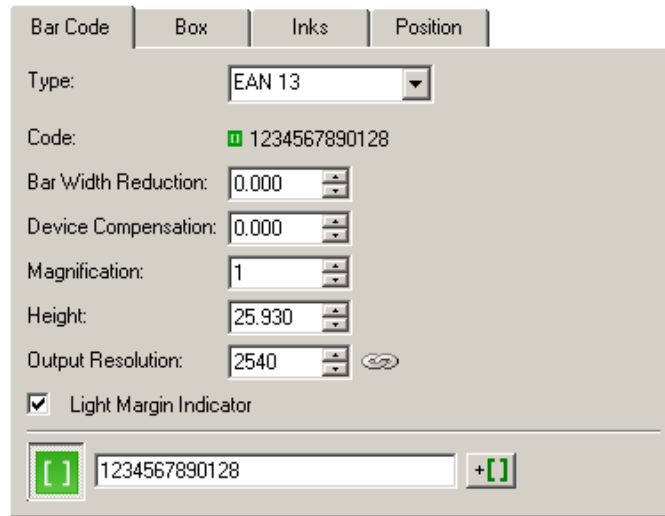 Bar Code Box Inks Position
Type: EAN 13
Code: [] 1234567890128
Bar Width Reduction: 0.000
Device Compensation: 0.000
Magnification: 1
Height: 25.930
Output Resolution: 2540
Light Margin Indicator
[ ] 1234567890128 +[ ]